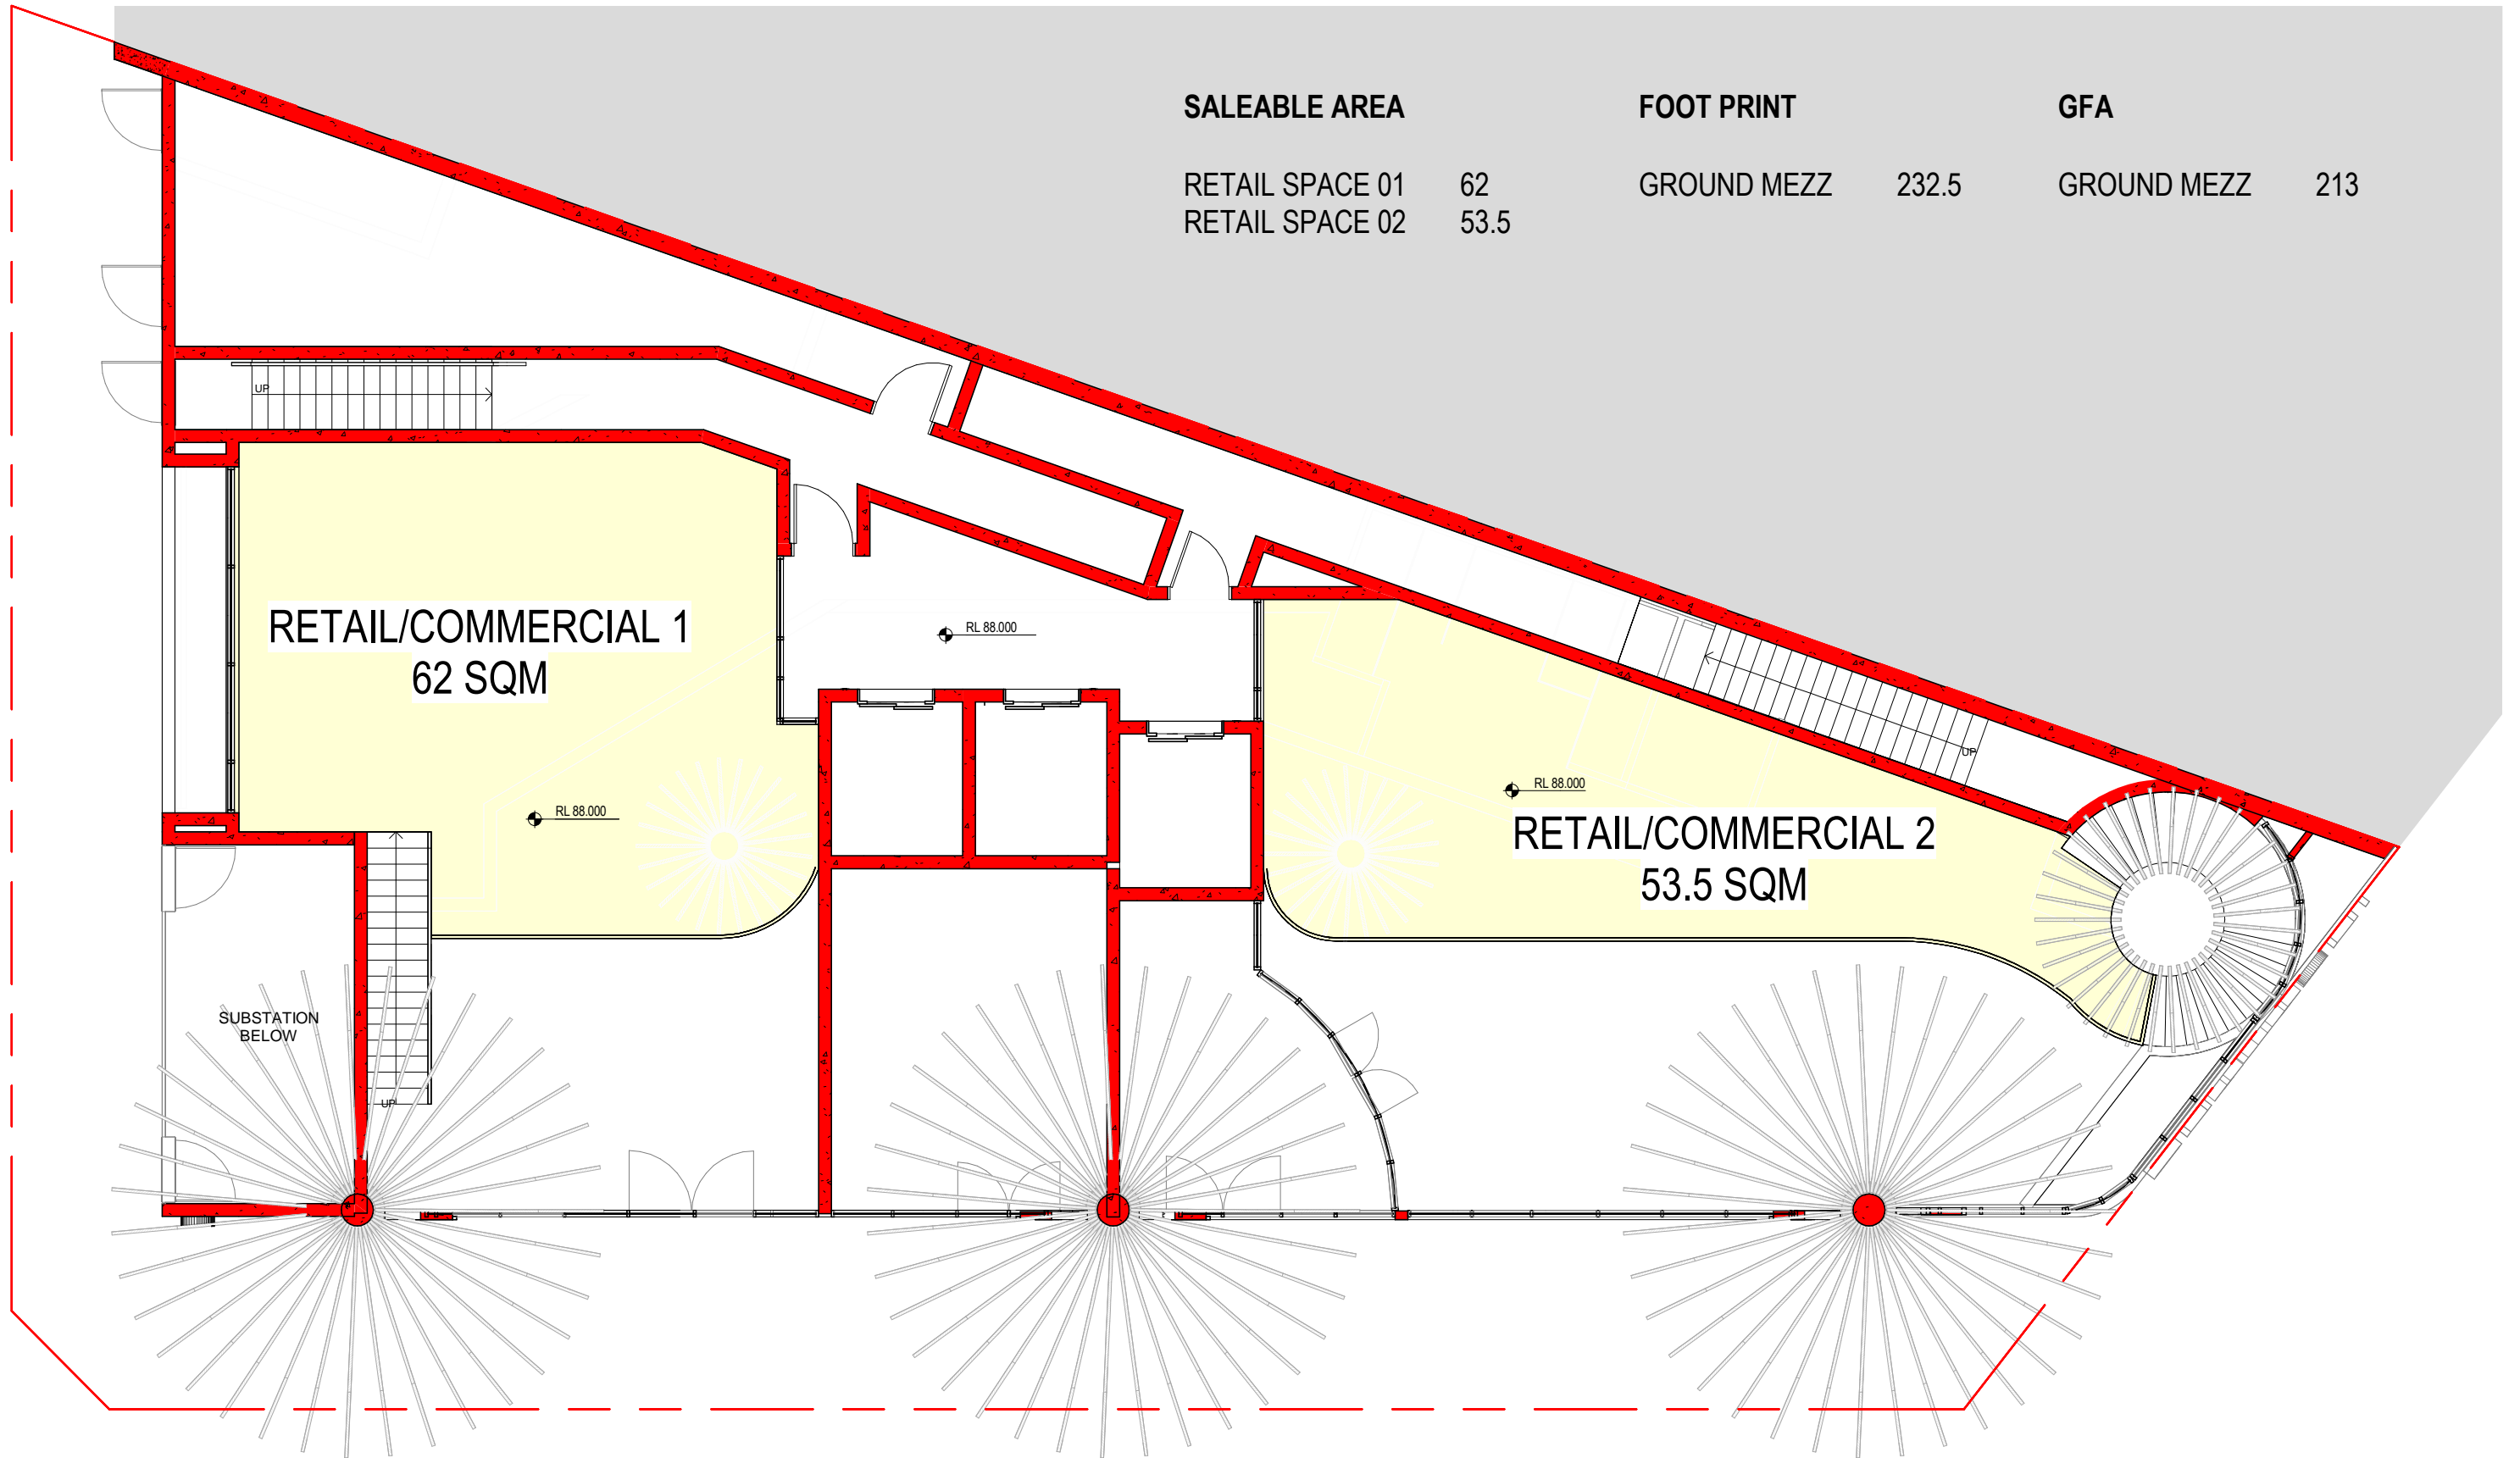 SALEABLE AREA FOOT PRINT GFA
RETAIL SPACE 01 62 GROUND MEZZ 232.5 GROUND MEZZ 213
RETAIL SPACE 02 53.5
UP
RETAIL/COMMERCIAL 1
62 SQM
RL 88.000
UP
RL 88.000
RL 88.000
RETAIL/COMMERCIAL 2
53.5 SQM
SUBSTATION
BELOW
UP